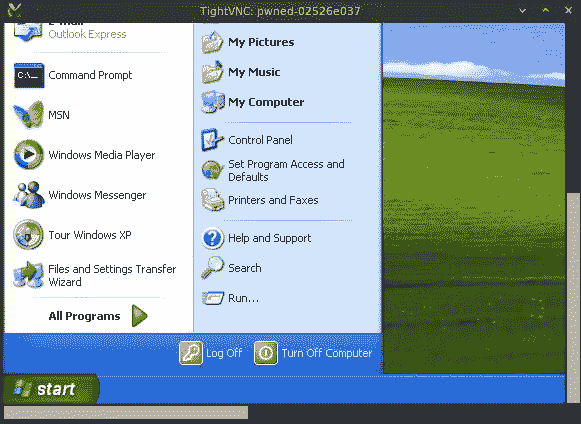 TightVNC: pwned-02526e037
E-mail
Outlook Express
C:\_
Command Prompt
MSN
Windows Media Player
Windows Messenger
Tour Windows XP
Files and Settings Transfer
Wizard
All Programs
My Pictures
My Music
My Computer
Control Panel
Set Program Access and
Defaults
Printers and Faxes
Help and Support
Search
Run...
Log Off
Turn Off Computer
start